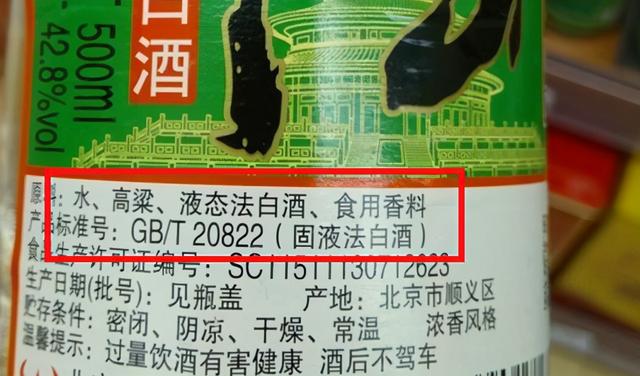 白酒
500ml
42.8%vol
原料：水、高粱、液态法白酒、食用香料
产品标准号：GB/T 20822（固液法白酒）
食品生产许可证编号：SC11511130712623
生产日期(批号)：见瓶盖 产地：北京市顺义区
贮存条件：密闭、阴凉、干燥、常温 浓香风格
温馨提示：过量饮酒有害健康 酒后不驾车